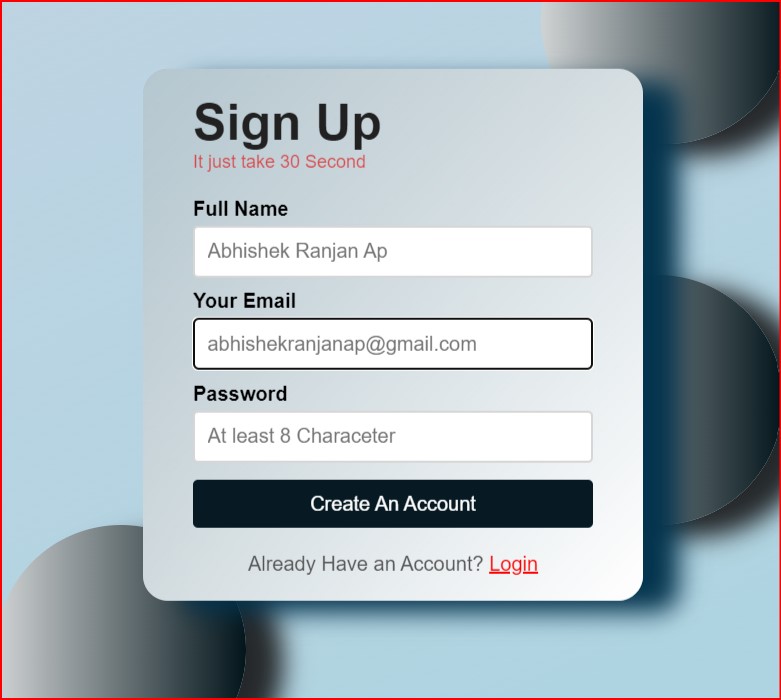 Sign Up
It just take 30 Second
Full Name
Abhishek Ranjan Ap
Your Email
abhishekranjanap@gmail.com
Password
At least 8 Characeter
Create An Account
Already Have an Account? Login